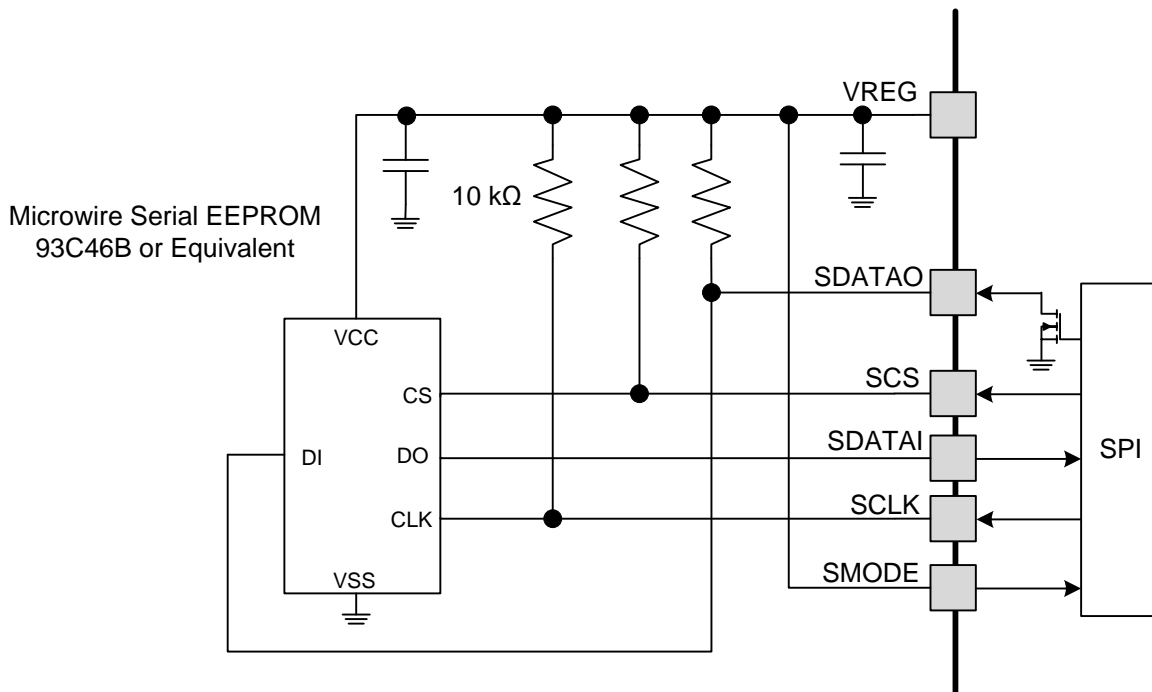 VREG
10 kΩ
Microwire Serial EEPROM
93C46B or Equivalent
SDATAO
VCC
SCS
CS
SDATAI
SPI
DI
DO
SCLK
CLK
SMODE
VSS